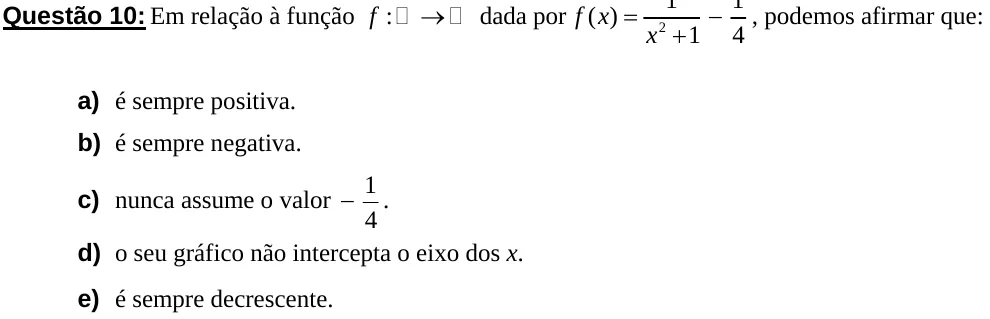 Questão 10: Em relação à função f : □ → □ dada por f(x) = 1/(x² + 1) − 1/4, podemos afirmar que:
a) é sempre positiva.
b) é sempre negativa.
c) nunca assume o valor − 1/4.
d) o seu gráfico não intercepta o eixo dos x.
e) é sempre decrescente.